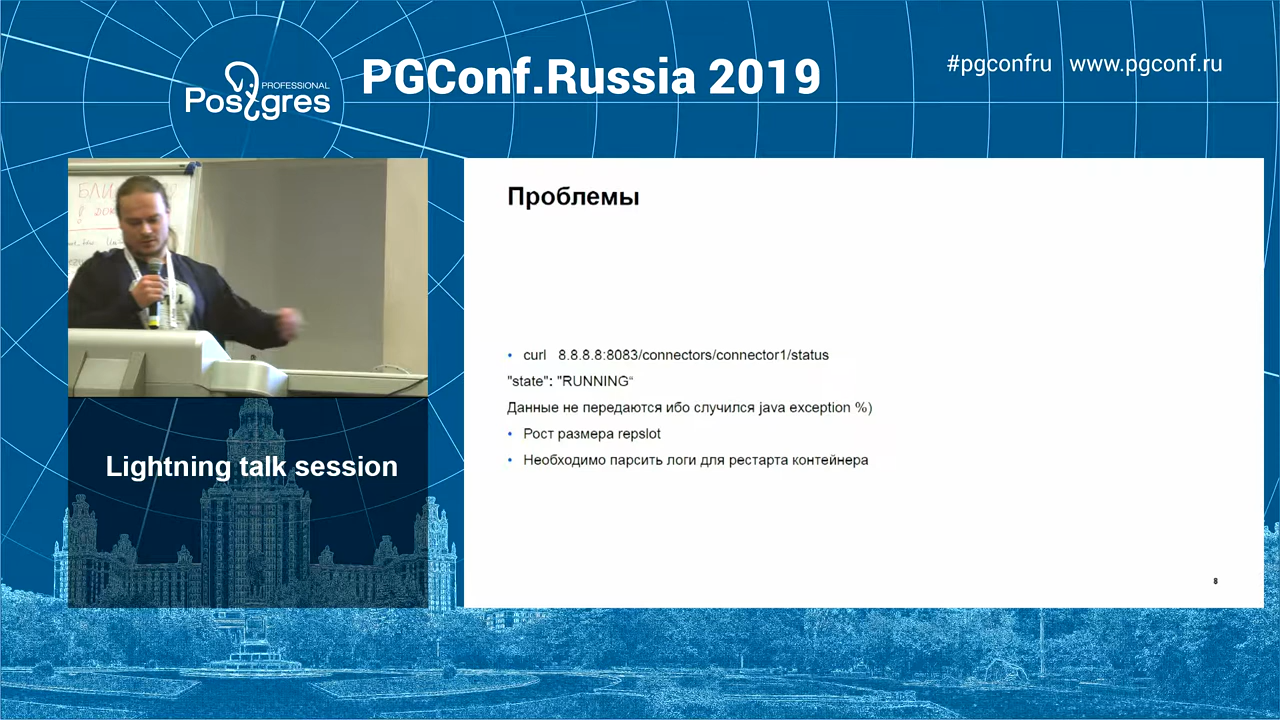 PROFESSIONAL
Postgres
PGConf.Russia 2019
#pgconfru www.pgconf.ru
Проблемы
• curl 8.8.8.8:8083/connectors/connector1/status
"state": "RUNNING“
Данные не передаются ибо случился java exception %)
• Рост размера repslot
• Необходимо парсить логи для рестарта контейнера
8
Lightning talk session